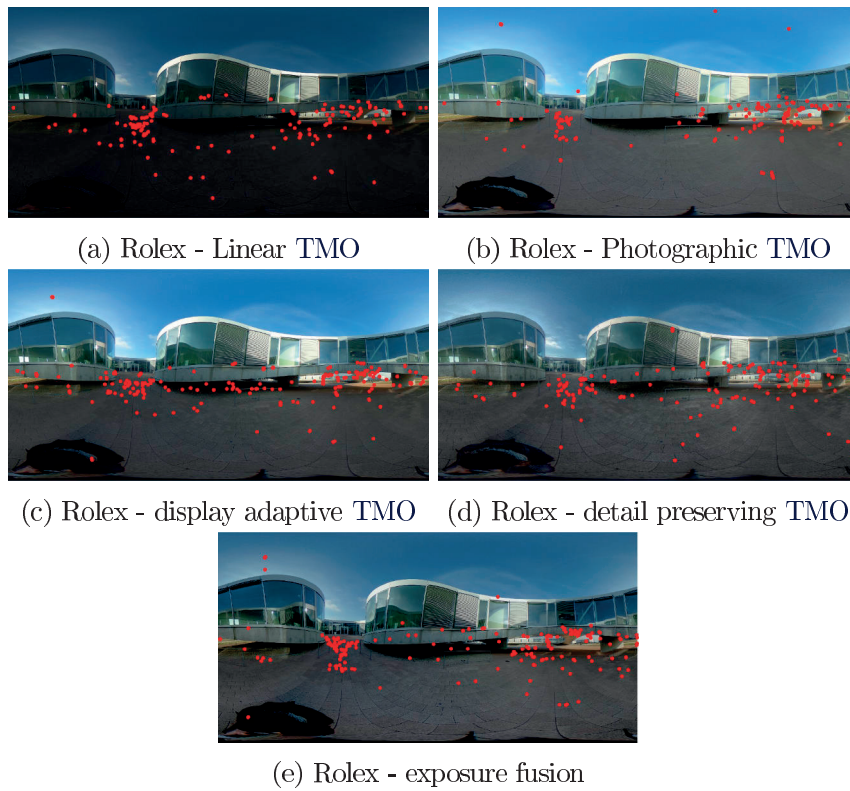 (a) Rolex - Linear TMO
(b) Rolex - Photographic TMO
(c) Rolex - display adaptive TMO
(d) Rolex - detail preserving TMO
(e) Rolex - exposure fusion